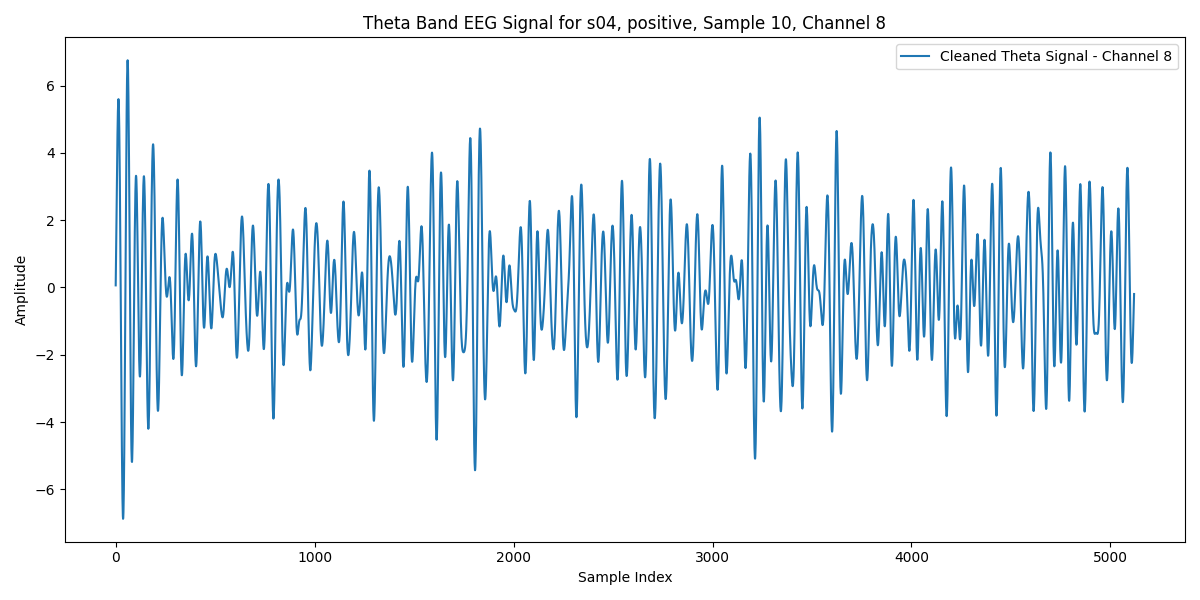 Theta Band EEG Signal for s04, positive, Sample 10, Channel 8
Cleaned Theta Signal - Channel 8
6
4
2
0
−2
−4
−6
Amplitude
0 1000 2000 3000 4000 5000
Sample Index